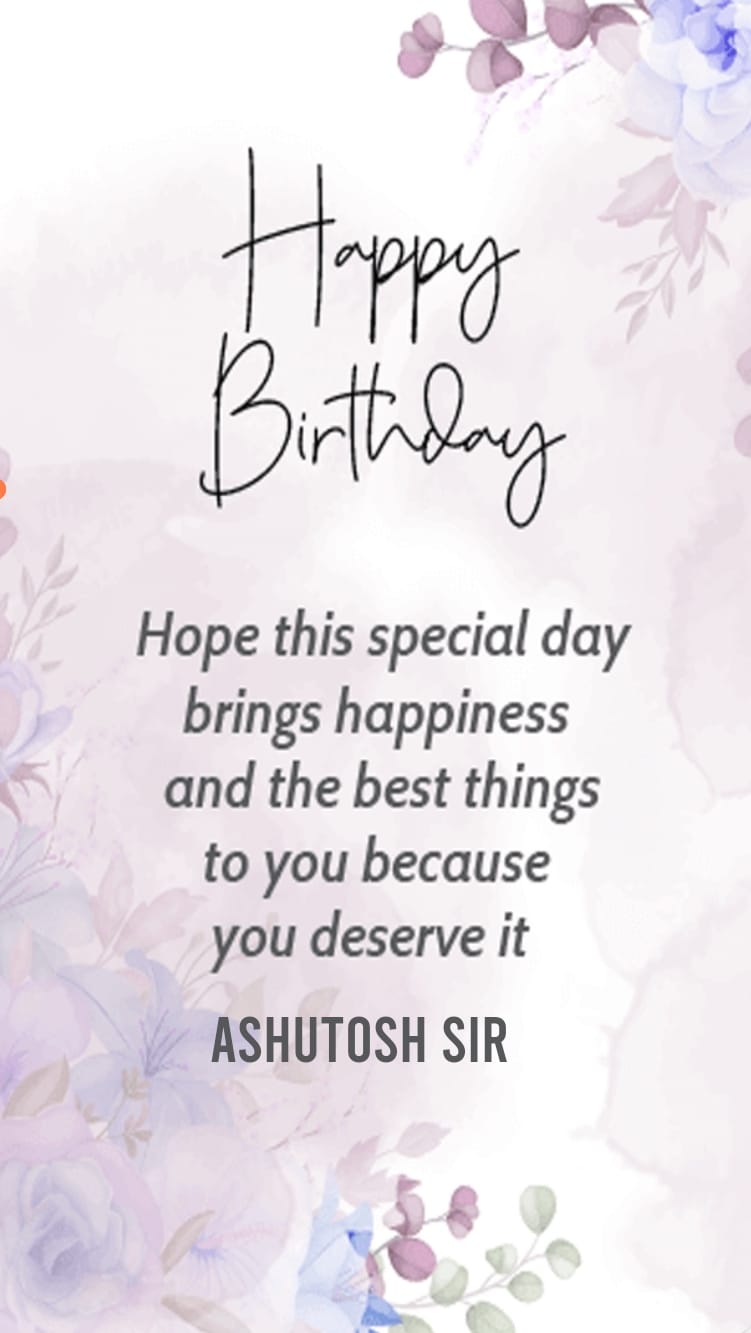 Happy
Birthday
Hope this special day
brings happiness
and the best things
to you because
you deserve it
ASHUTOSH SIR